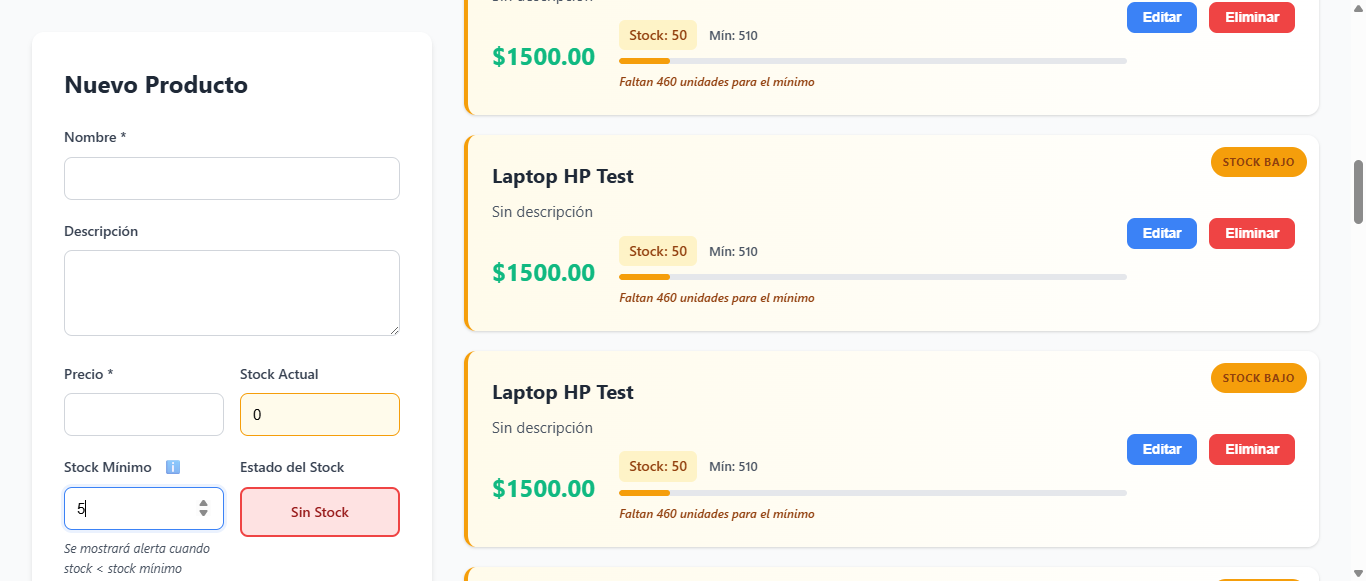 Nuevo Producto
Nombre *
Descripción
Precio *
Stock Actual
0
Stock Mínimo
Estado del Stock
5
Sin Stock
Se mostrará alerta cuando
stock < stock mínimo
Editar
Eliminar
$1500.00
Stock: 50
Mín: 510
Faltan 460 unidades para el mínimo
STOCK BAJO
Laptop HP Test
Sin descripción
Editar
Eliminar
$1500.00
Stock: 50
Mín: 510
Faltan 460 unidades para el mínimo
STOCK BAJO
Laptop HP Test
Sin descripción
Editar
Eliminar
$1500.00
Stock: 50
Mín: 510
Faltan 460 unidades para el mínimo